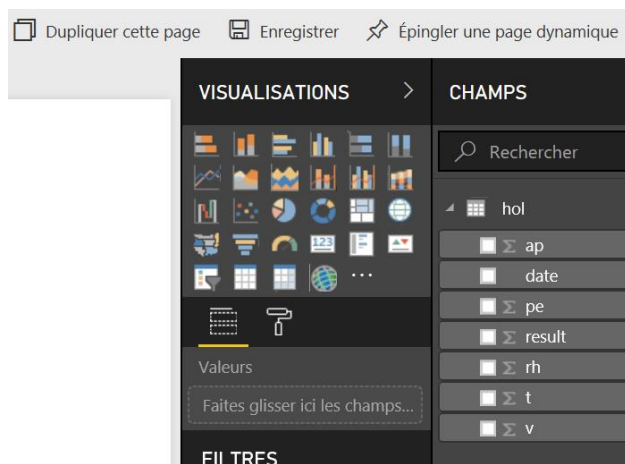 Dupliquer cette page Enregistrer Épingler une page dynamique
VISUALISATIONS
CHAMPS
Rechercher
hol
Σ ap
date
Σ pe
Σ result
Σ rh
Σ t
Σ v
123
Valeurs
Faites glisser ici les champs...
FILTRES